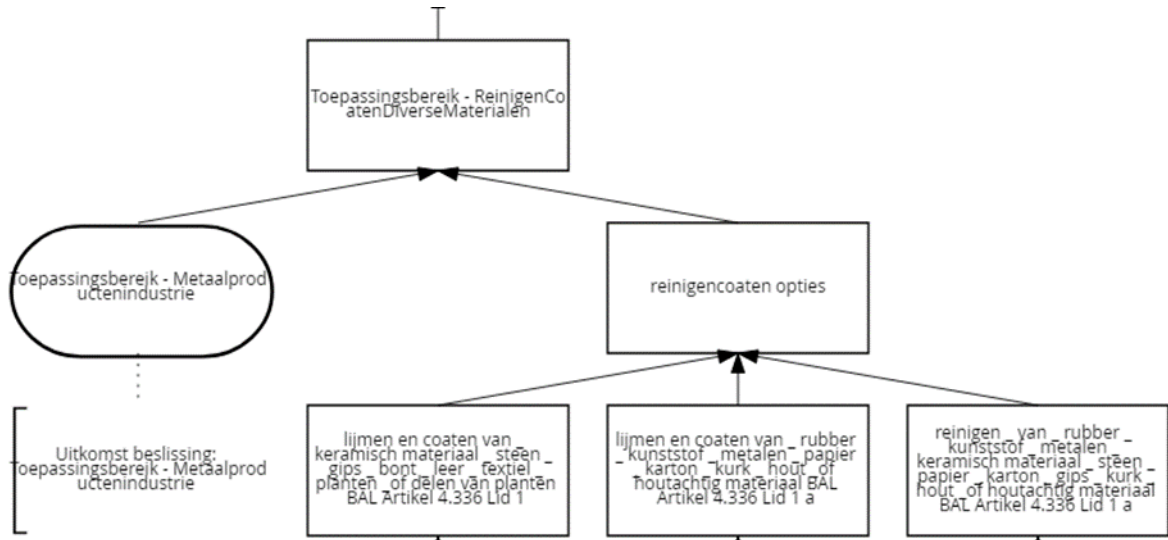 Toepassingsbereik - ReinigenCo
atenDiverseMaterialen
Toepassingsbereik - Metaalprod
uctenindustrie
reinigencoaten opties
Uitkomst beslissing:
Toepassingsbereik - Metaalprod
uctenindustrie
lijmen en coaten van _
keramisch materiaal _ steen _
gips _ bont _ leer _ textiel _
planten _ of delen van planten
BAL Artikel 4.336 Lid 1
lijmen en coaten van _ rubber
_ kunststof _ metalen _ papier
_ karton _ kurk _ hout _ of
houtachtig materiaal BAL
Artikel 4.336 Lid 1 a
reinigen _ van _ rubber _
kunststof _ metalen _
keramisch materiaal _ steen _
papier _ karton _ gips _ kurk _
hout _ of houtachtig materiaal
BAL Artikel 4.336 Lid 1 a